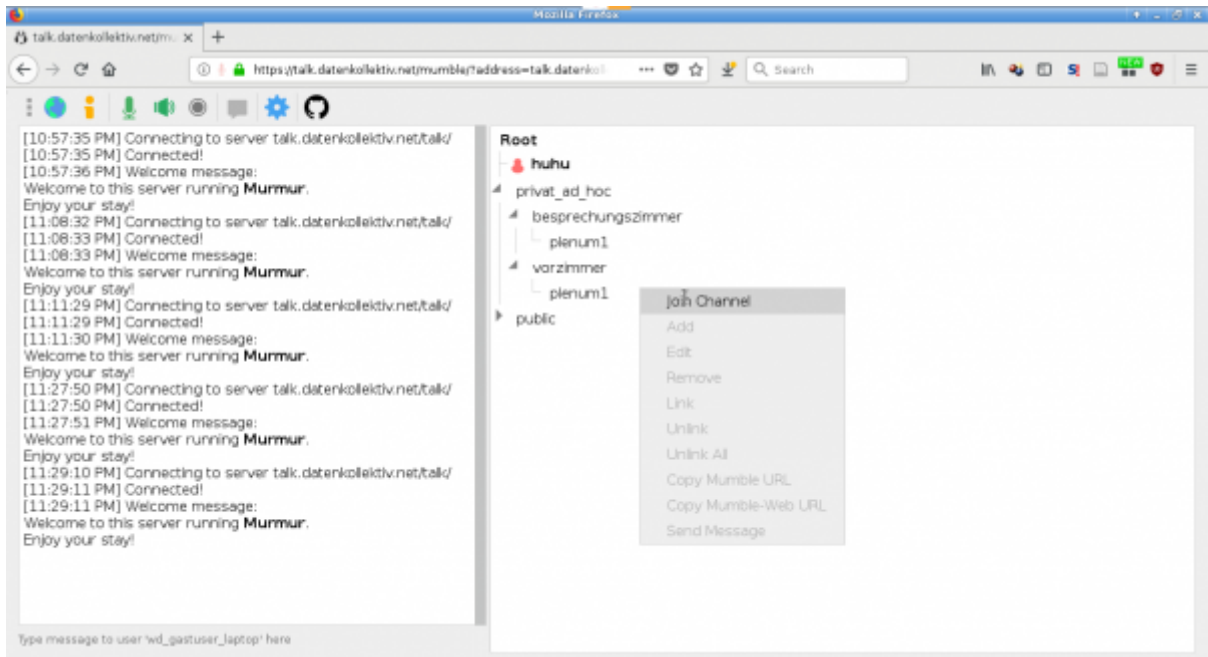 Mozilla Firefox
talk.datenkollektiv.net/mu
https://talk.datenkollektiv.net/mumble/?address=talk.datenkol
Search
NEW
[10:57:35 PM] Connecting to server talk.datenkollektiv.net/talk/
[10:57:35 PM] Connected!
[10:57:36 PM] Welcome message:
Welcome to this server running Murmur.
Enjoy your stay!
[11:08:32 PM] Connecting to server talk.datenkollektiv.net/talk/
[11:08:33 PM] Connected!
[11:08:33 PM] Welcome message:
Welcome to this server running Murmur.
Enjoy your stay!
[11:11:29 PM] Connecting to server talk.datenkollektiv.net/talk/
[11:11:29 PM] Connected!
[11:11:30 PM] Welcome message:
Welcome to this server running Murmur.
Enjoy your stay!
[11:27:50 PM] Connecting to server talk.datenkollektiv.net/talk/
[11:27:50 PM] Connected!
[11:27:51 PM] Welcome message:
Welcome to this server running Murmur.
Enjoy your stay!
[11:29:10 PM] Connecting to server talk.datenkollektiv.net/talk/
[11:29:11 PM] Connected!
[11:29:11 PM] Welcome message:
Welcome to this server running Murmur.
Enjoy your stay!
Type message to user 'wd_gastuser_laptop' here
Root
huhu
privat_ad_hoc
besprechungszimmer
plenum1
vorzimmer
plenum1
public
Join Channel
Add
Edit
Remove
Link
Unlink
Unlink All
Copy Mumble URL
Copy Mumble-Web URL
Send Message